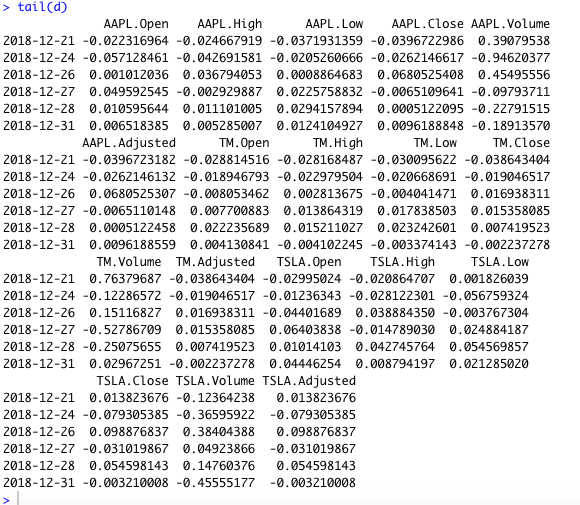 > tail(d)
AAPL.Open AAPL.High AAPL.Low AAPL.Close AAPL.Volume
2018-12-21 -0.022316964 -0.024667919 -0.0371931359 -0.0396722986 0.39079538
2018-12-24 -0.057128461 -0.042691581 -0.0205260666 -0.0262146617 -0.94620377
2018-12-26 0.001012036 0.036794053 0.0008864683 0.0680525408 0.45495556
2018-12-27 0.049592545 -0.002929887 0.0225758832 -0.0065109641 -0.09793711
2018-12-28 0.010595644 0.011101005 0.0294157894 0.0005122095 -0.22791515
2018-12-31 0.006518385 0.005285007 0.0124104927 0.0096188848 -0.18913570
AAPL.Adjusted TM.Open TM.High TM.Low TM.Close
2018-12-21 -0.0396723182 -0.028814516 -0.028168487 -0.030095622 -0.038643404
2018-12-24 -0.0262146132 -0.018946793 -0.022979504 -0.020668691 -0.019046517
2018-12-26 0.0680525307 -0.008053462 0.002813675 -0.004041471 0.016938311
2018-12-27 -0.0065110148 0.007700883 0.013864319 0.017838503 0.015358085
2018-12-28 0.0005122458 0.022235689 0.015211027 0.023242601 0.007419523
2018-12-31 0.0096188559 0.004130841 -0.004102245 -0.003374143 -0.002237278
TM.Volume TM.Adjusted TSLA.Open TSLA.High TSLA.Low
2018-12-21 0.76379687 -0.038643404 -0.02995024 -0.020864707 0.001826039
2018-12-24 -0.12286572 -0.019046517 -0.01236343 -0.028122301 -0.056759324
2018-12-26 0.15116827 0.016938311 -0.04401689 0.038884350 -0.003767304
2018-12-27 -0.52786709 0.015358085 0.06403838 -0.014789030 0.024884187
2018-12-28 -0.25075655 0.007419523 0.01014103 0.042745764 0.054569857
2018-12-31 0.02967251 -0.002237278 0.04446254 0.008794197 0.021285020
TSLA.Close TSLA.Volume TSLA.Adjusted
2018-12-21 0.013823676 -0.12364238 0.013823676
2018-12-24 -0.079305385 -0.36595922 -0.079305385
2018-12-26 0.098876837 0.38404388 0.098876837
2018-12-27 -0.031019867 0.04923866 -0.031019867
2018-12-28 0.054598143 0.14760376 0.054598143
2018-12-31 -0.003210008 -0.45555177 -0.003210008
>